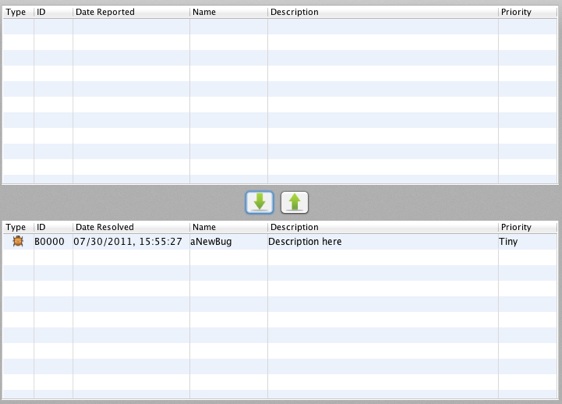 Type ID Date Reported Name Description Priority
Type ID Date Resolved Name Description Priority
B0000 07/30/2011, 15:55:27 aNewBug Description here Tiny